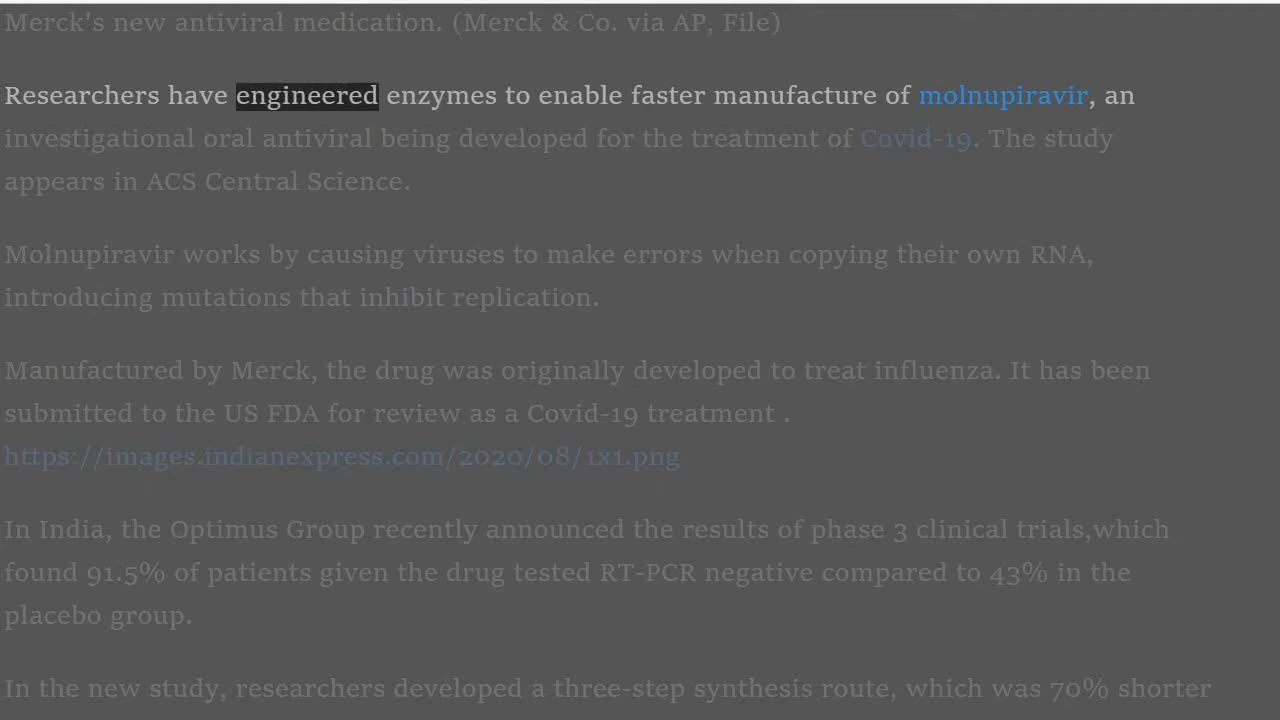 Merck's new antiviral medication. (Merck & Co. via AP, File)
Researchers have engineered enzymes to enable faster manufacture of molnupiravir, an
investigational oral antiviral being developed for the treatment of Covid-19. The study
appears in ACS Central Science.
Molnupiravir works by causing viruses to make errors when copying their own RNA,
introducing mutations that inhibit replication.
Manufactured by Merck, the drug was originally developed to treat influenza. It has been
submitted to the US FDA for review as a Covid-19 treatment .
https://images.indianexpress.com/2020/08/1x1.png
In India, the Optimus Group recently announced the results of phase 3 clinical trials,which
found 91.5% of patients given the drug tested RT-PCR negative compared to 43% in the
placebo group.
In the new study, researchers developed a three-step synthesis route, which was 70% shorter